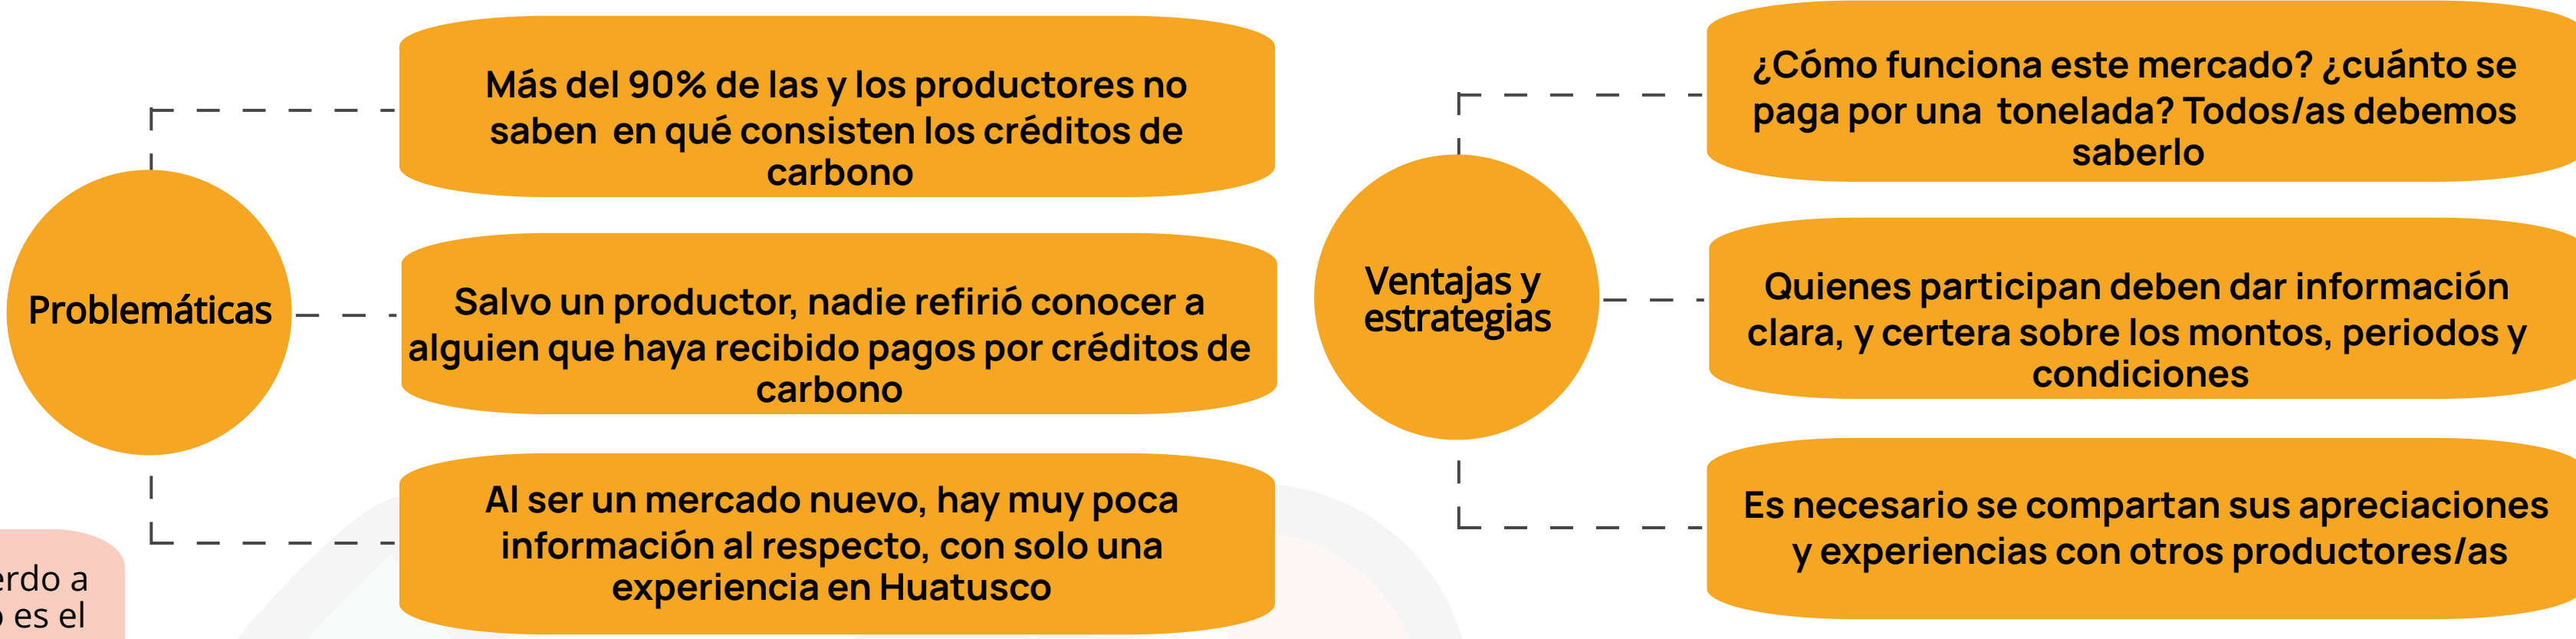 Problemáticas
Más del 90% de las y los productores no
saben en qué consisten los créditos de
carbono
Salvo un productor, nadie refirió conocer a
alguien que haya recibido pagos por créditos de
carbono
Al ser un mercado nuevo, hay muy poca
información al respecto, con solo una
experiencia en Huatusco
Ventajas y
estrategias
¿Cómo funciona este mercado? ¿cuánto se
paga por una tonelada? Todos/as debemos
saberlo
Quienes participan deben dar información
clara, y certera sobre los montos, periodos y
condiciones
Es necesario se compartan sus apreciaciones
y experiencias con otros productores/as
a
es el